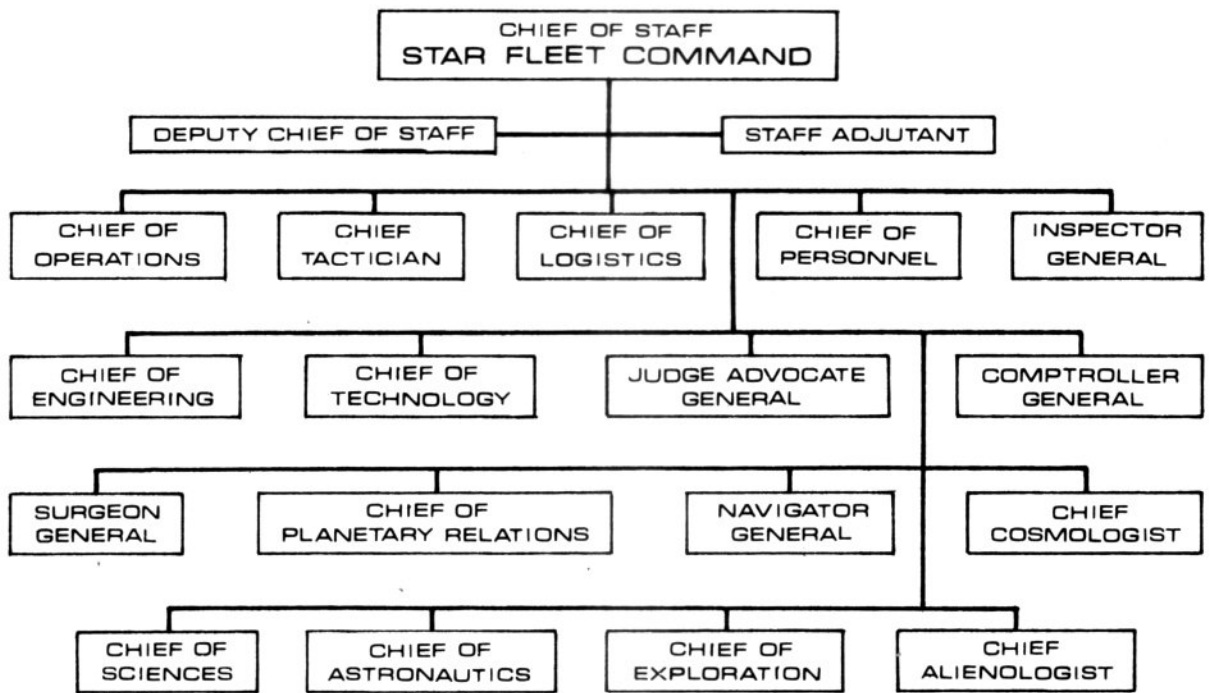 CHIEF OF STAFF
STAR FLEET COMMAND
DEPUTY CHIEF OF STAFF
STAFF ADJUTANT
CHIEF OF
OPERATIONS
CHIEF
TACTICIAN
CHIEF OF
LOGISTICS
CHIEF OF
PERSONNEL
INSPECTOR
GENERAL
CHIEF OF
ENGINEERING
CHIEF OF
TECHNOLOGY
JUDGE ADVOCATE
GENERAL
COMPTROLLER
GENERAL
SURGEON
GENERAL
CHIEF OF
PLANETARY RELATIONS
NAVIGATOR
GENERAL
CHIEF
COSMOLOGIST
CHIEF OF
SCIENCES
CHIEF OF
ASTRONAUTICS
CHIEF OF
EXPLORATION
CHIEF
ALIENOLOGIST